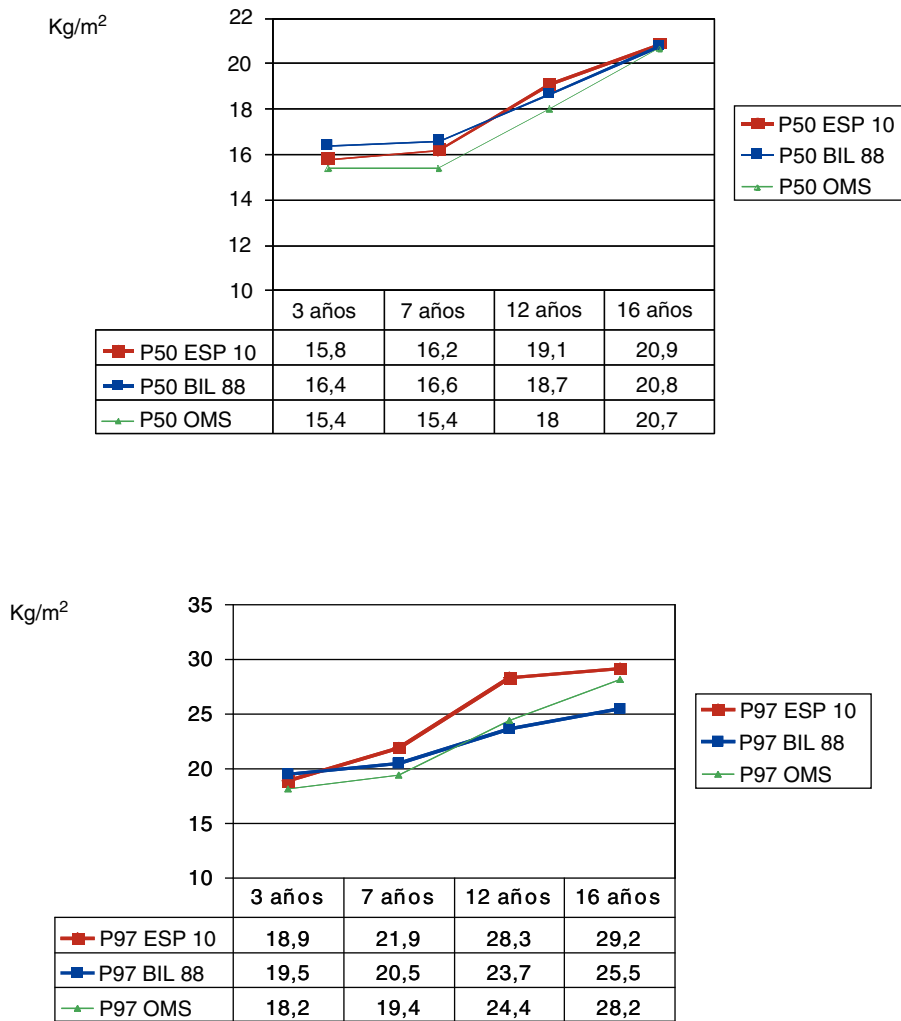 Kg/m²
22
20
18
16
14
12
10
P50 ESP 10
P50 BIL 88
P50 OMS
3 años 7 años 12 años 16 años
P50 ESP 10 15,8 16,2 19,1 20,9
P50 BIL 88 16,4 16,6 18,7 20,8
P50 OMS 15,4 15,4 18 20,7
Kg/m²
35
30
25
20
15
10
P97 ESP 10
P97 BIL 88
P97 OMS
3 años 7 años 12 años 16 años
P97 ESP 10 18,9 21,9 28,3 29,2
P97 BIL 88 19,5 20,5 23,7 25,5
P97 OMS 18,2 19,4 24,4 28,2